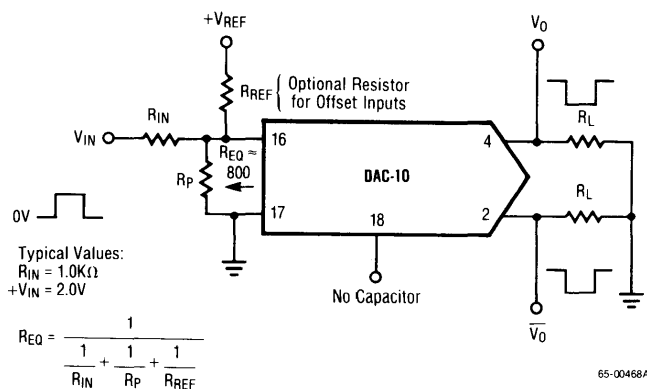 +VREF
VO
RREF { Optional Resistor
for Offset Inputs
RIN
RL
VIN
16
4
REQ ≈
800
DAC-10
RP
RL
17
18
2
0V
Typical Values:
RIN = 1.0KΩ
+VIN = 2.0V
No Capacitor
VO
REQ = 1 / (1/RIN + 1/RP + 1/RREF)
65-00468A